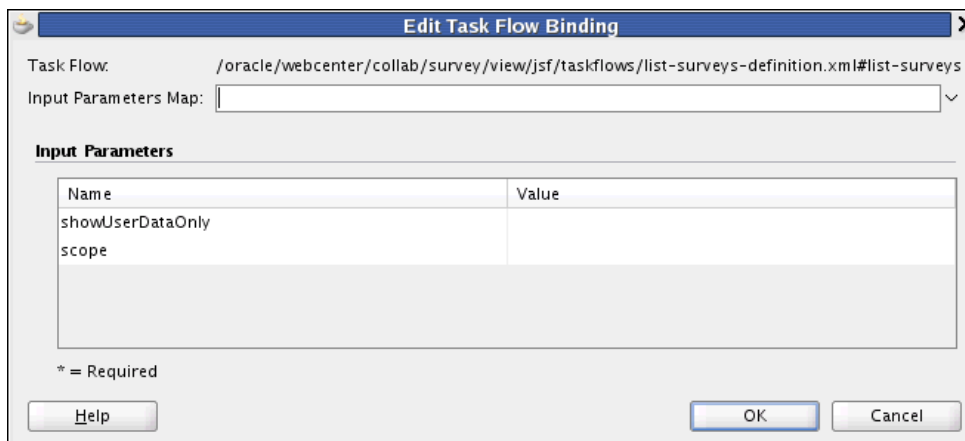 Edit Task Flow Binding
Task Flow: /oracle/webcenter/collab/survey/view/jsf/taskflows/list-surveys-definition.xml#list-surveys
Input Parameters Map:
Input Parameters
Name Value
showUserDataOnly
scope
* = Required
Help OK Cancel